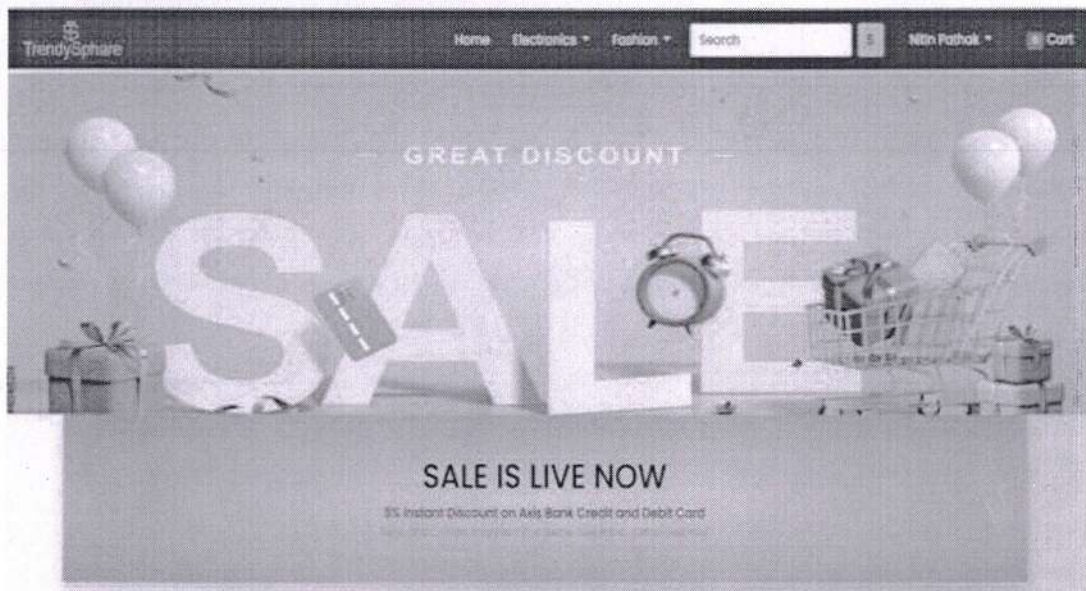 TrendySphare
Home Electronics Fashion Search Nitin Pathak Cart
GREAT DISCOUNT
SALE
SALE IS LIVE NOW
5% Instant Discount on Axis Bank Credit and Debit Card